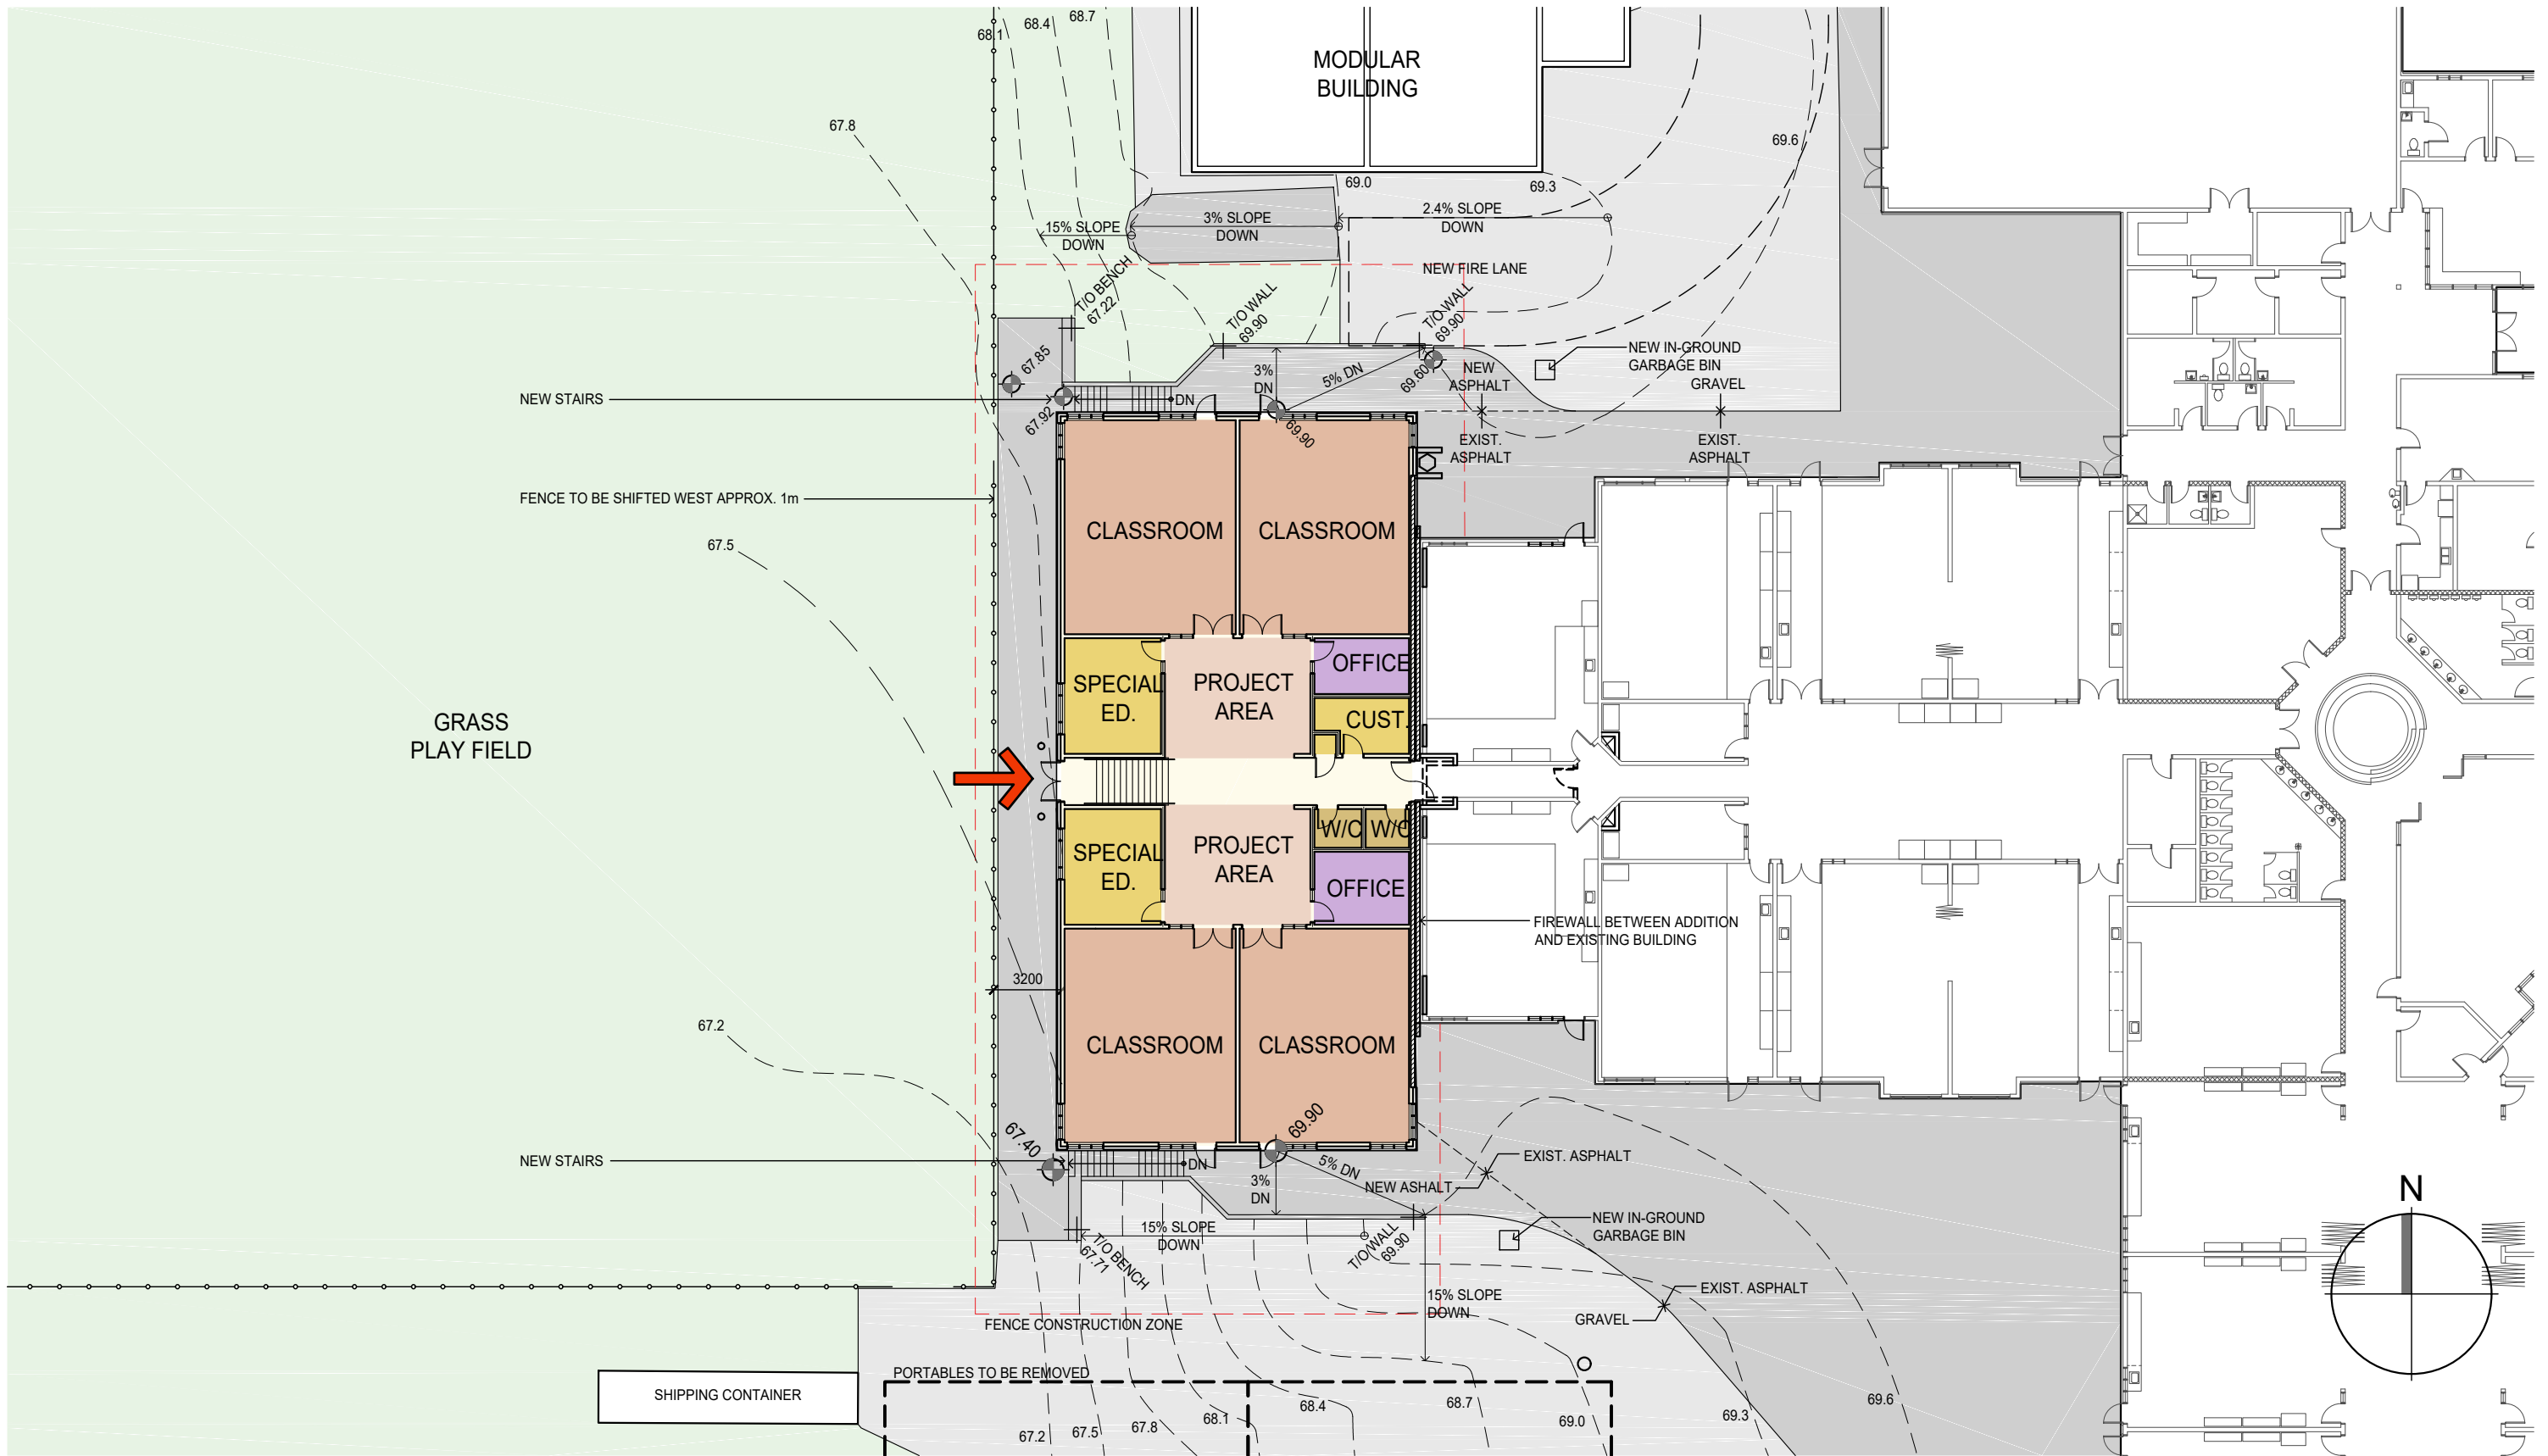 68.1
68.4
68.7
MODULAR
BUILDING
67.8
69.6
69.0
69.3
15% SLOPE
DOWN
3% SLOPE
DOWN
2.4% SLOPE
DOWN
NEW FIRE LANE
T/O BENCH
67.22
T/O WALL
69.90
T/O WALL
69.90
67.85
NEW IN-GROUND
GARBAGE BIN
NEW STAIRS
67.92
DN
3%
DN
5% DN
69.60
NEW
ASPHALT
GRAVEL
69.90
EXIST.
ASPHALT
EXIST.
ASPHALT
FENCE TO BE SHIFTED WEST APPROX. 1m
CLASSROOM
CLASSROOM
67.5
SPECIAL
ED.
PROJECT
AREA
OFFICE
CUST.
GRASS
PLAY FIELD
SPECIAL
ED.
PROJECT
AREA
W/C
W/C
OFFICE
FIREWALL BETWEEN ADDITION
AND EXISTING BUILDING
3200
67.2
CLASSROOM
CLASSROOM
67.40
69.90
NEW STAIRS
DN
3%
DN
5% DN
EXIST. ASPHALT
NEW ASHALT
N
15% SLOPE
DOWN
T/O BENCH
67.71
T/O WALL
69.90
NEW IN-GROUND
GARBAGE BIN
15% SLOPE
DOWN
EXIST. ASPHALT
GRAVEL
FENCE CONSTRUCTION ZONE
PORTABLES TO BE REMOVED
SHIPPING CONTAINER
67.2
67.5
67.8
68.1
68.4
68.7
69.0
69.3
69.6